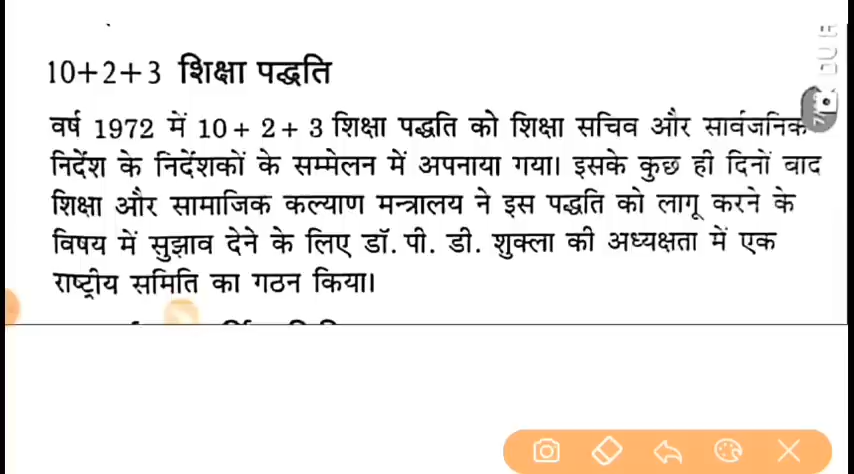 10+2+3 शिक्षा पद्धति
वर्ष 1972 में 10 + 2 + 3 शिक्षा पद्धति को शिक्षा सचिव और सार्वजनिक
निर्देश के निर्देशकों के सम्मेलन में अपनाया गया। इसके कुछ ही दिनों बाद
शिक्षा और सामाजिक कल्याण मन्त्रालय ने इस पद्धति को लागू करने के
विषय में सुझाव देने के लिए डॉ. पी. डी. शुक्ला की अध्यक्षता में एक
राष्ट्रीय समिति का गठन किया।